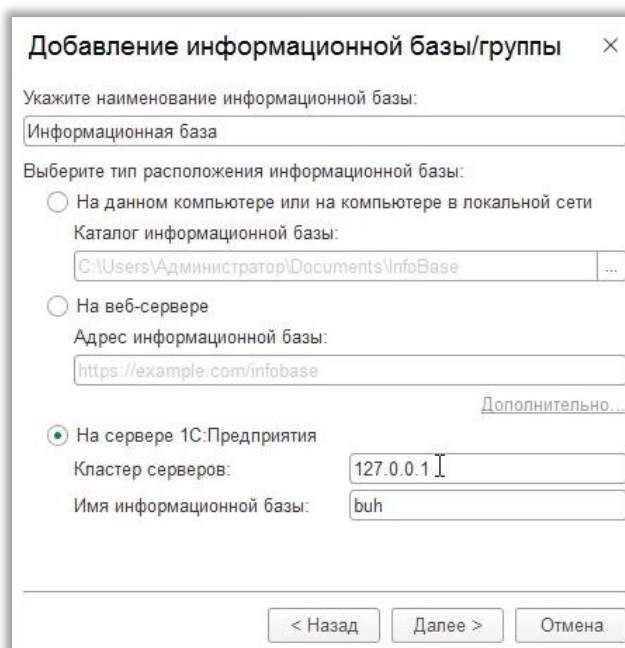 Добавление информационной базы/группы
Укажите наименование информационной базы:
Информационная база
Выберите тип расположения информационной базы:
На данном компьютере или на компьютере в локальной сети
Каталог информационной базы:
C:\Users\Администратор\Documents\InfoBase
...
На веб-сервере
Адрес информационной базы:
https://example.com/infobase
Дополнительно...
На сервере 1С:Предприятия
Кластер серверов: 127.0.0.1
Имя информационной базы: buh
< Назад Далее > Отмена